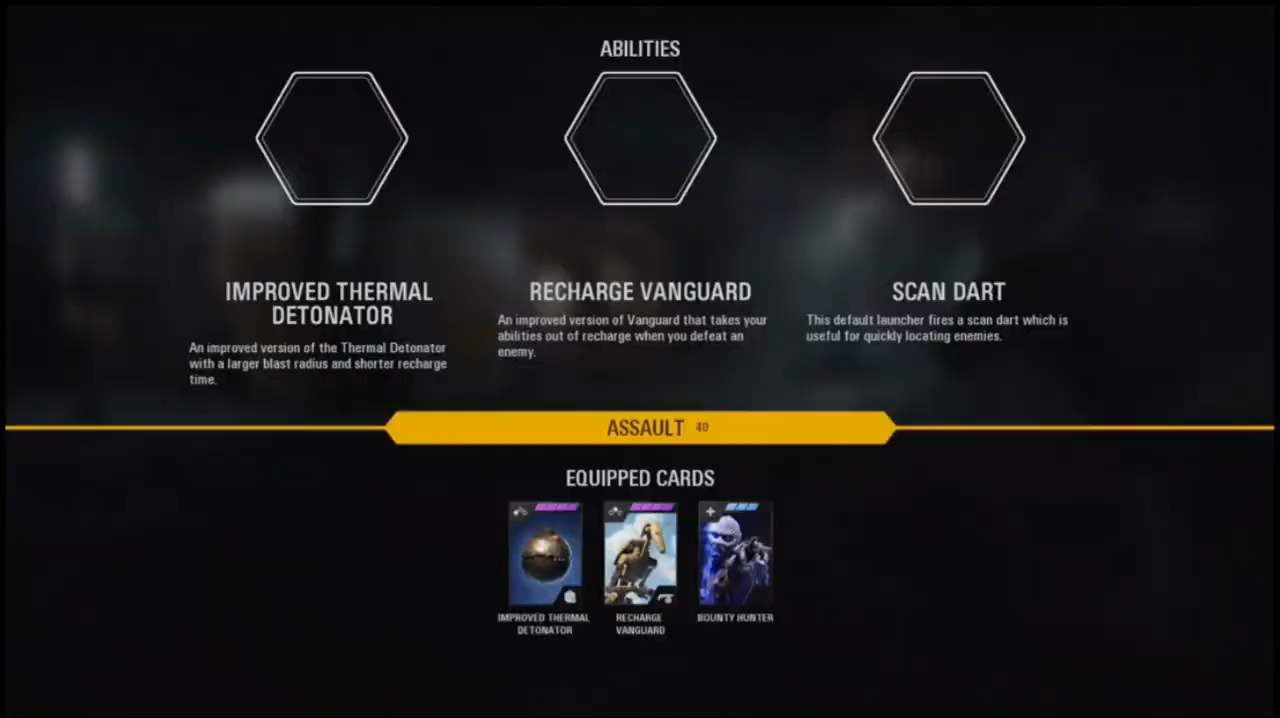 ABILITIES
IMPROVED THERMAL
DETONATOR
An improved version of the Thermal Detonator
with a larger blast radius and shorter recharge
time.
RECHARGE VANGUARD
An improved version of Vanguard that takes your
abilities out of recharge when you defeat an
enemy.
SCAN DART
This default launcher fires a scan dart which is
useful for quickly locating enemies.
ASSAULT 40
EQUIPPED CARDS
IMPROVED THERMAL
DETONATOR
RECHARGE
VANGUARD
BOUNTY HUNTER